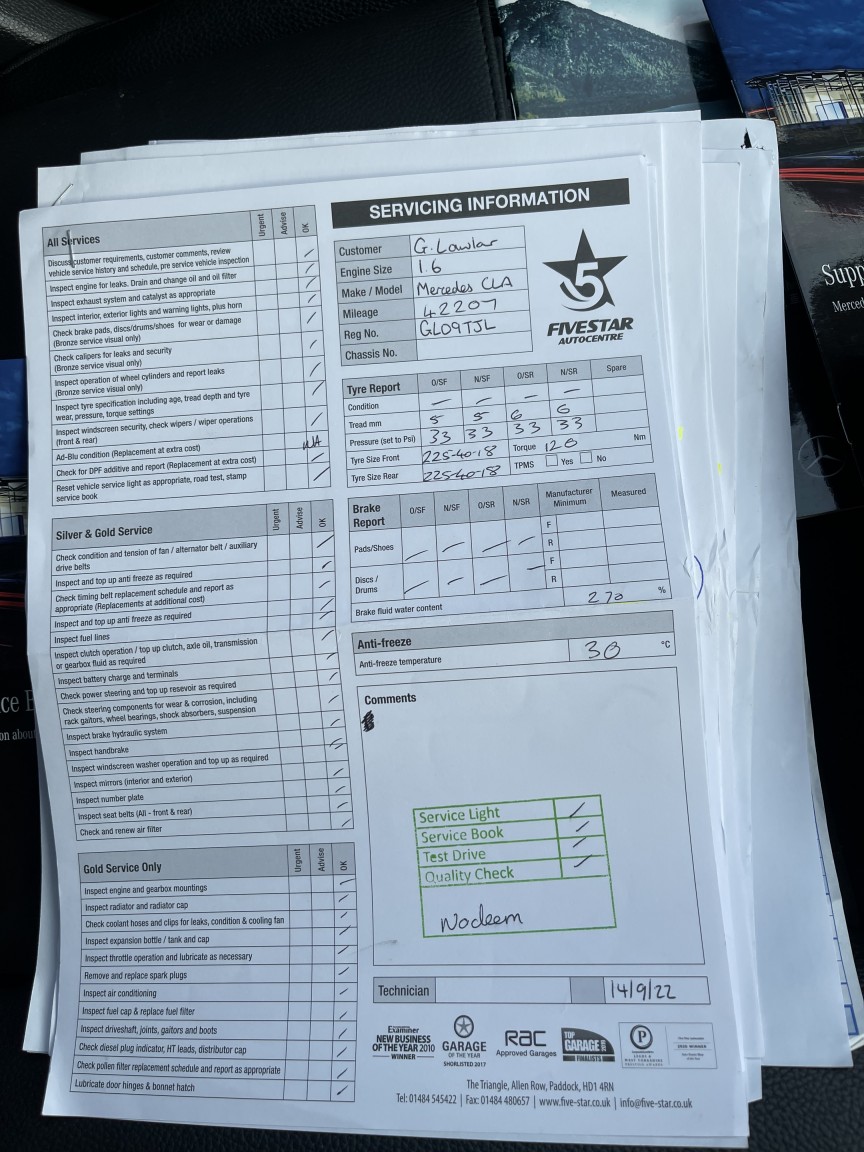 SERVICING INFORMATION
All Services
Urgent
Advise
OK
Discuss customer requirements, customer comments, review
vehicle service history and schedule, pre service vehicle inspection
Inspect engine for leaks. Drain and change oil and oil filter
Inspect exhaust system and catalyst as appropriate
Inspect interior, exterior lights and warning lights, plus horn
Check brake pads, discs/drums/shoes for wear or damage
(Bronze service visual only)
Check calipers for leaks and security
(Bronze service visual only)
Inspect operation of wheel cylinders and report leaks
(Bronze service visual only)
Inspect tyre specification including age, tread depth and tyre
wear, pressure, torque settings
Inspect windscreen security, check wipers / wiper operations
(front & rear)
Ad-Blu condition (Replacement at extra cost) N/A
Check for DPF additive and report (Replacement at extra cost)
Reset vehicle service light as appropriate, road test, stamp
service book
Silver & Gold Service
Urgent
Advise
OK
Check condition and tension of fan / alternator belt / auxiliary
drive belts
Inspect and top up anti freeze as required
Check timing belt replacement schedule and report as
appropriate (Replacements at additional cost)
Inspect and top up anti freeze as required
Inspect fuel lines
Inspect clutch operation / top up clutch, axle oil, transmission
or gearbox fluid as required
Inspect battery charge and terminals
Check power steering and top up resevoir as required
Check steering components for wear & corrosion, including
rack gaitors, wheel bearings, shock absorbers, suspension
Inspect brake hydraulic system
Inspect handbrake
Inspect windscreen washer operation and top up as required
Inspect mirrors (interior and exterior)
Inspect number plate
Inspect seat belts (All - front & rear)
Check and renew air filter
Gold Service Only
Urgent
Advise
OK
Inspect engine and gearbox mountings
Inspect radiator and radiator cap
Check coolant hoses and clips for leaks, condition & cooling fan
Inspect expansion bottle / tank and cap
Inspect throttle operation and lubricate as necessary
Remove and replace spark plugs
Inspect air conditioning
Inspect fuel cap & replace fuel filter
Inspect driveshaft, joints, gaitors and boots
Check diesel plug indicator, HT leads, distributor cap
Check pollen filter replacement schedule and report as appropriate
Lubricate door hinges & bonnet hatch
Customer G. Lawlar
Engine Size 1.6
Make / Model Mercedes CLA
Mileage 42207
Reg No. GL09TJL
Chassis No.
5
FIVESTAR
AUTOCENTRE
Tyre Report O/SF N/SF O/SR N/SR Spare
Condition
Tread mm 5 5 6 6
Pressure (set to Psi) 33 33 33 33
Tyre Size Front 225-40-18 Torque 120 Nm
Tyre Size Rear 225-40-18 TPMS Yes No
Brake Report O/SF N/SF O/SR N/SR Manufacturer Minimum Measured
Pads/Shoes F
R
Discs / Drums F
R
Brake fluid water content 270 %
Anti-freeze
Anti-freeze temperature 30 °C
Comments
Service Light
Service Book
Test Drive
Quality Check
Nodeem
Technician 14/9/22
Examiner
NEW BUSINESS
OF THE YEAR 2010
WINNER
GARAGE
OF THE YEAR
SHORTLISTED 2017
RAC
Approved Garages
TOP
GARAGE
FINALISTS
P
The Triangle, Allen Row, Paddock, HD1 4RN
Tel: 01484 545422 | Fax: 01484 480657 | www.five-star.co.uk | info@five-star.co.uk
Supp
Merced
ce
on abou